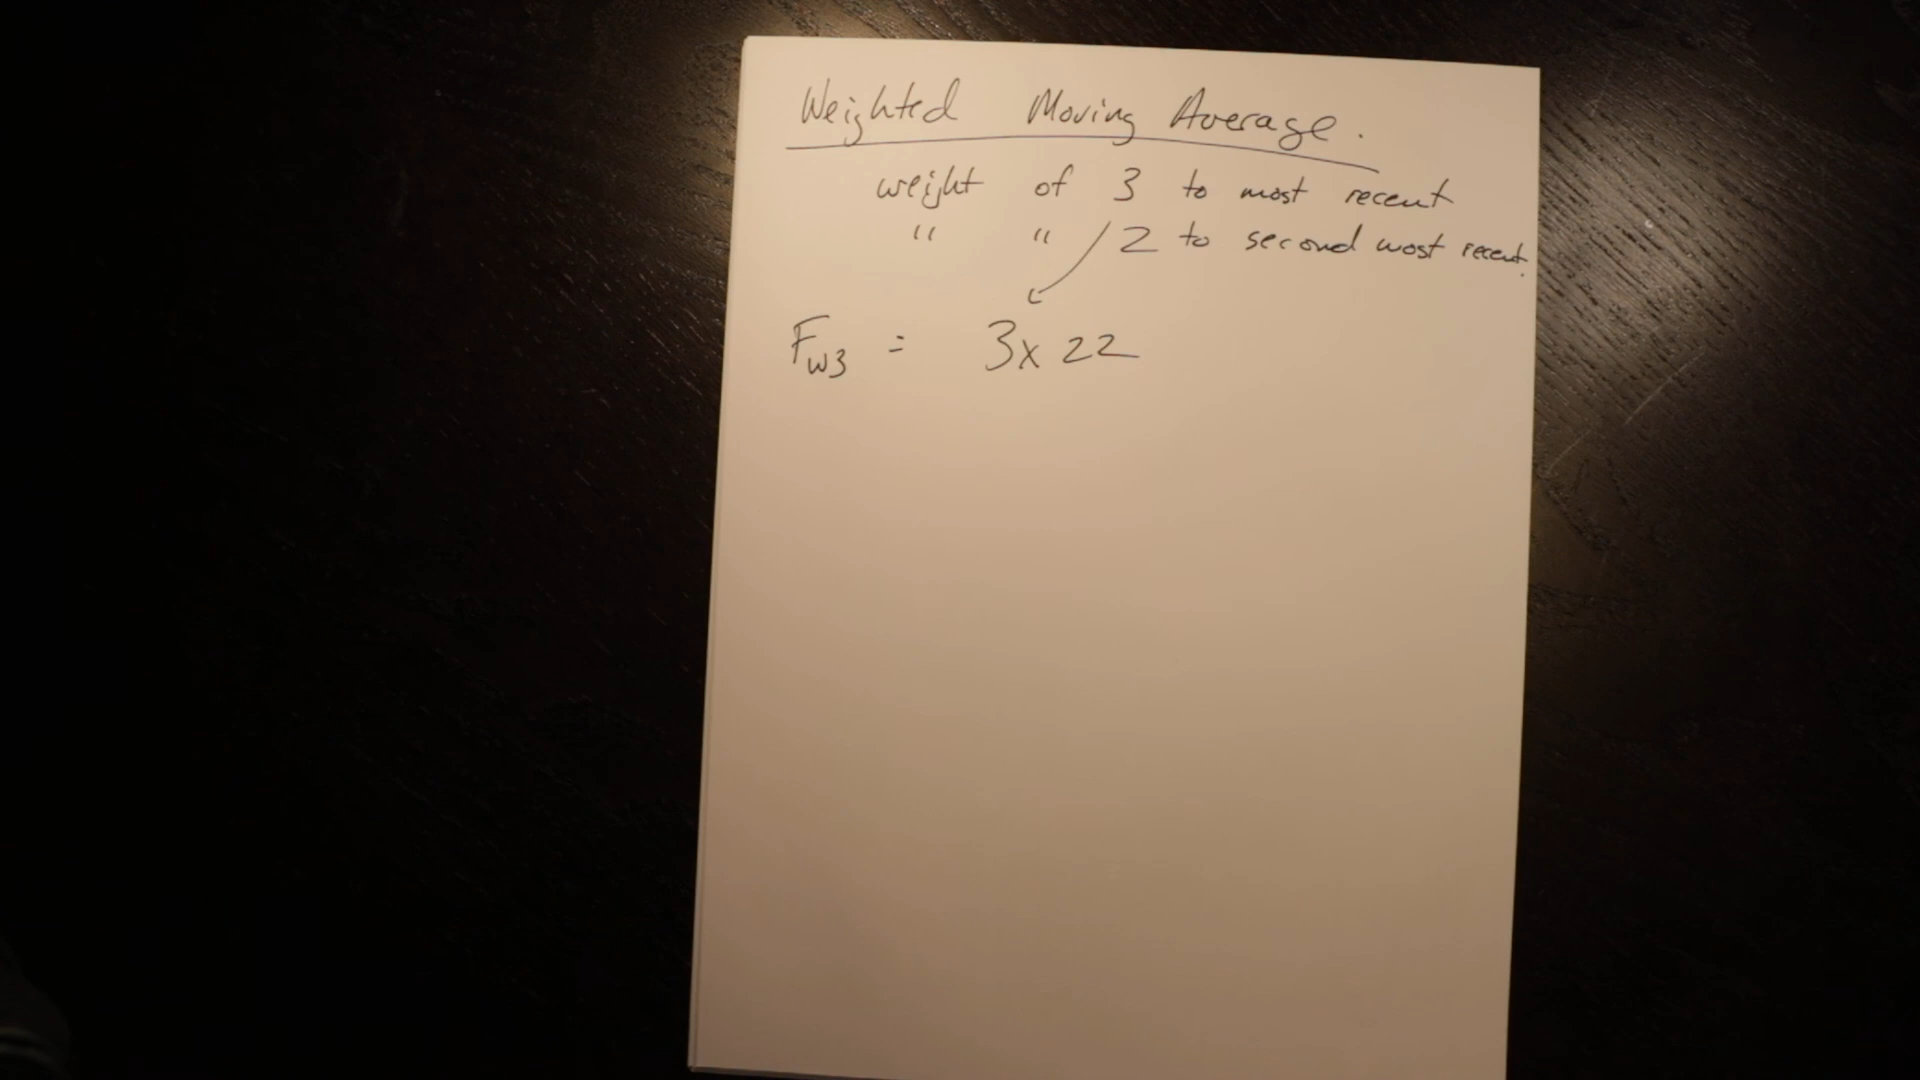 Weighted Moving Average.
weight of 3 to most recent
" " 2 to second most recent.
Fw3 = 3x 22